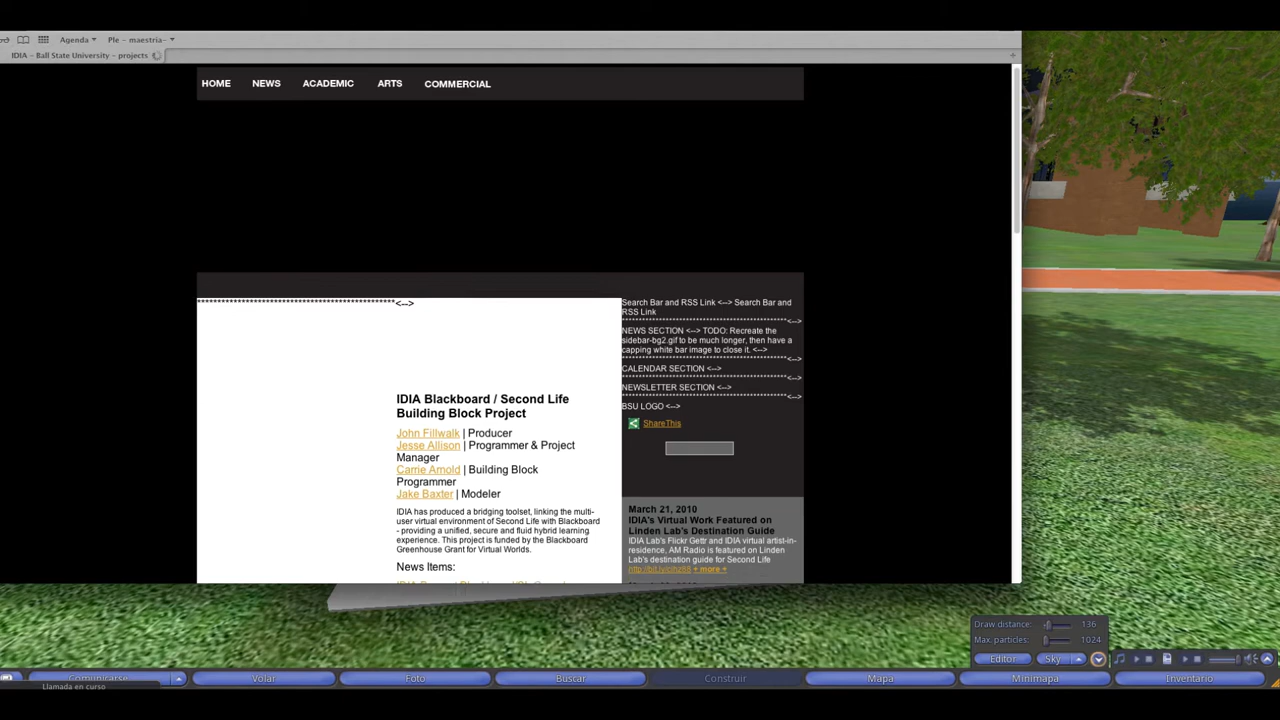 Agenda Ple – maestria–
IDIA – Ball State University – projects
HOME NEWS ACADEMIC ARTS COMMERCIAL
**************************************************<-->
IDIA Blackboard / Second Life
Building Block Project
John Fillwalk | Producer
Jesse Allison | Programmer & Project
Manager
Carrie Arnold | Building Block
Programmer
Jake Baxter | Modeler
IDIA has produced a bridging toolset, linking the multi-
user virtual environment of Second Life with Blackboard
- providing a unified, secure and fluid hybrid learning
experience. This project is funded by the Blackboard
Greenhouse Grant for Virtual Worlds.
News Items:
Search Bar and RSS Link <--> Search Bar and
RSS Link
**************************************************<-->
NEWS SECTION <--> TODO: Recreate the
sidebar-bg2.gif to be much longer, then have a
capping white bar image to close it. <-->
**************************************************<-->
CALENDAR SECTION <-->
**************************************************<-->
NEWSLETTER SECTION <-->
**************************************************<-->
BSU LOGO <-->
ShareThis
March 21, 2010
IDIA's Virtual Work Featured on
Linden Lab's Destination Guide
IDIA Lab's Flickr Gettr and IDIA virtual artist-in-
residence, AM Radio is featured on Linden
Lab's destination guide for Second Life
+ more +
Draw distance: 136
Max. particles: 1024
Editor Sky
Comunicarse Volar Foto Buscar Construir Mapa Minimapa Inventario
Llamada en curso